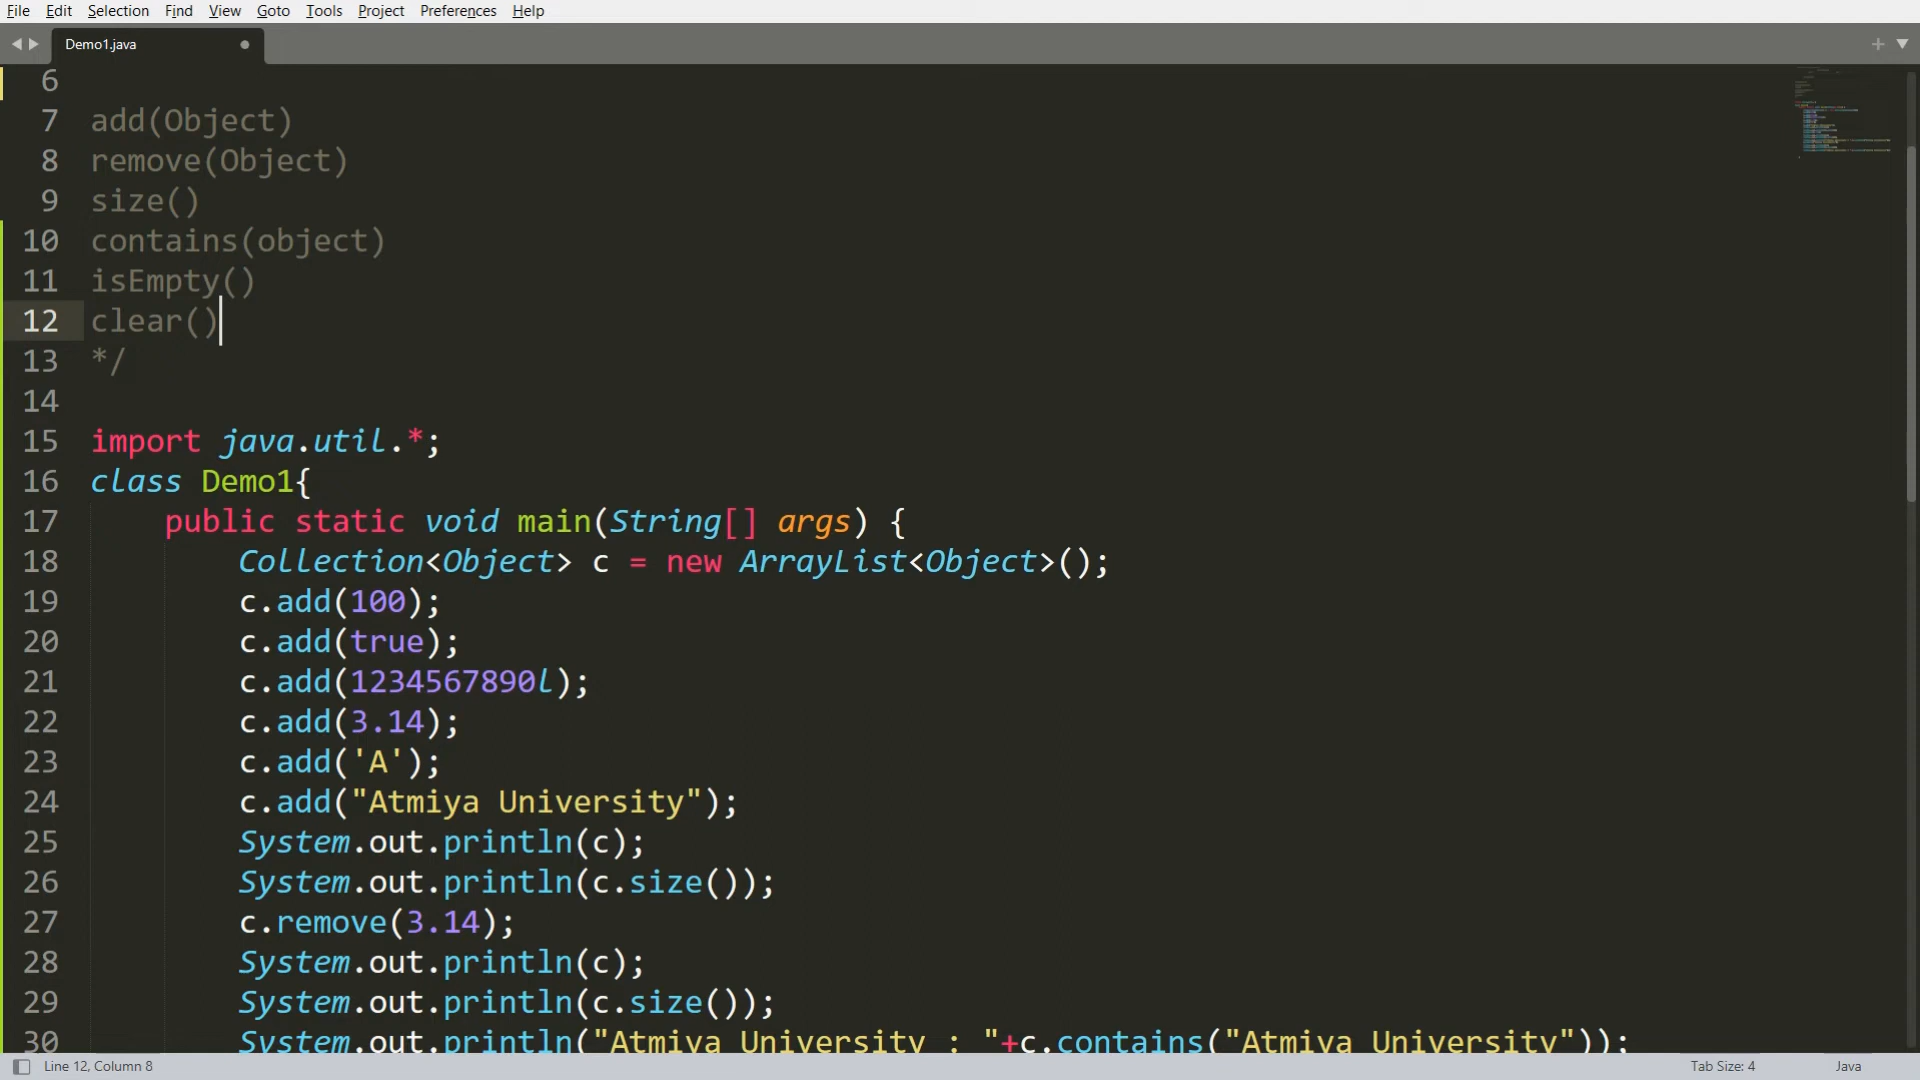 File Edit Selection Find View Goto Tools Project Preferences Help
Demo1.java
6
7 add(Object)
8 remove(Object)
9 size()
10 contains(object)
11 isEmpty()
12 clear()
13 */
14
15 import java.util.*;
16 class Demo1{
17 public static void main(String[] args) {
18 Collection<Object> c = new ArrayList<Object>();
19 c.add(100);
20 c.add(true);
21 c.add(1234567890l);
22 c.add(3.14);
23 c.add('A');
24 c.add("Atmiya University");
25 System.out.println(c);
26 System.out.println(c.size());
27 c.remove(3.14);
28 System.out.println(c);
29 System.out.println(c.size());
30 System.out.println("Atmiya University : "+c.contains("Atmiya University"));
Line 12, Column 8 Tab Size: 4 Java